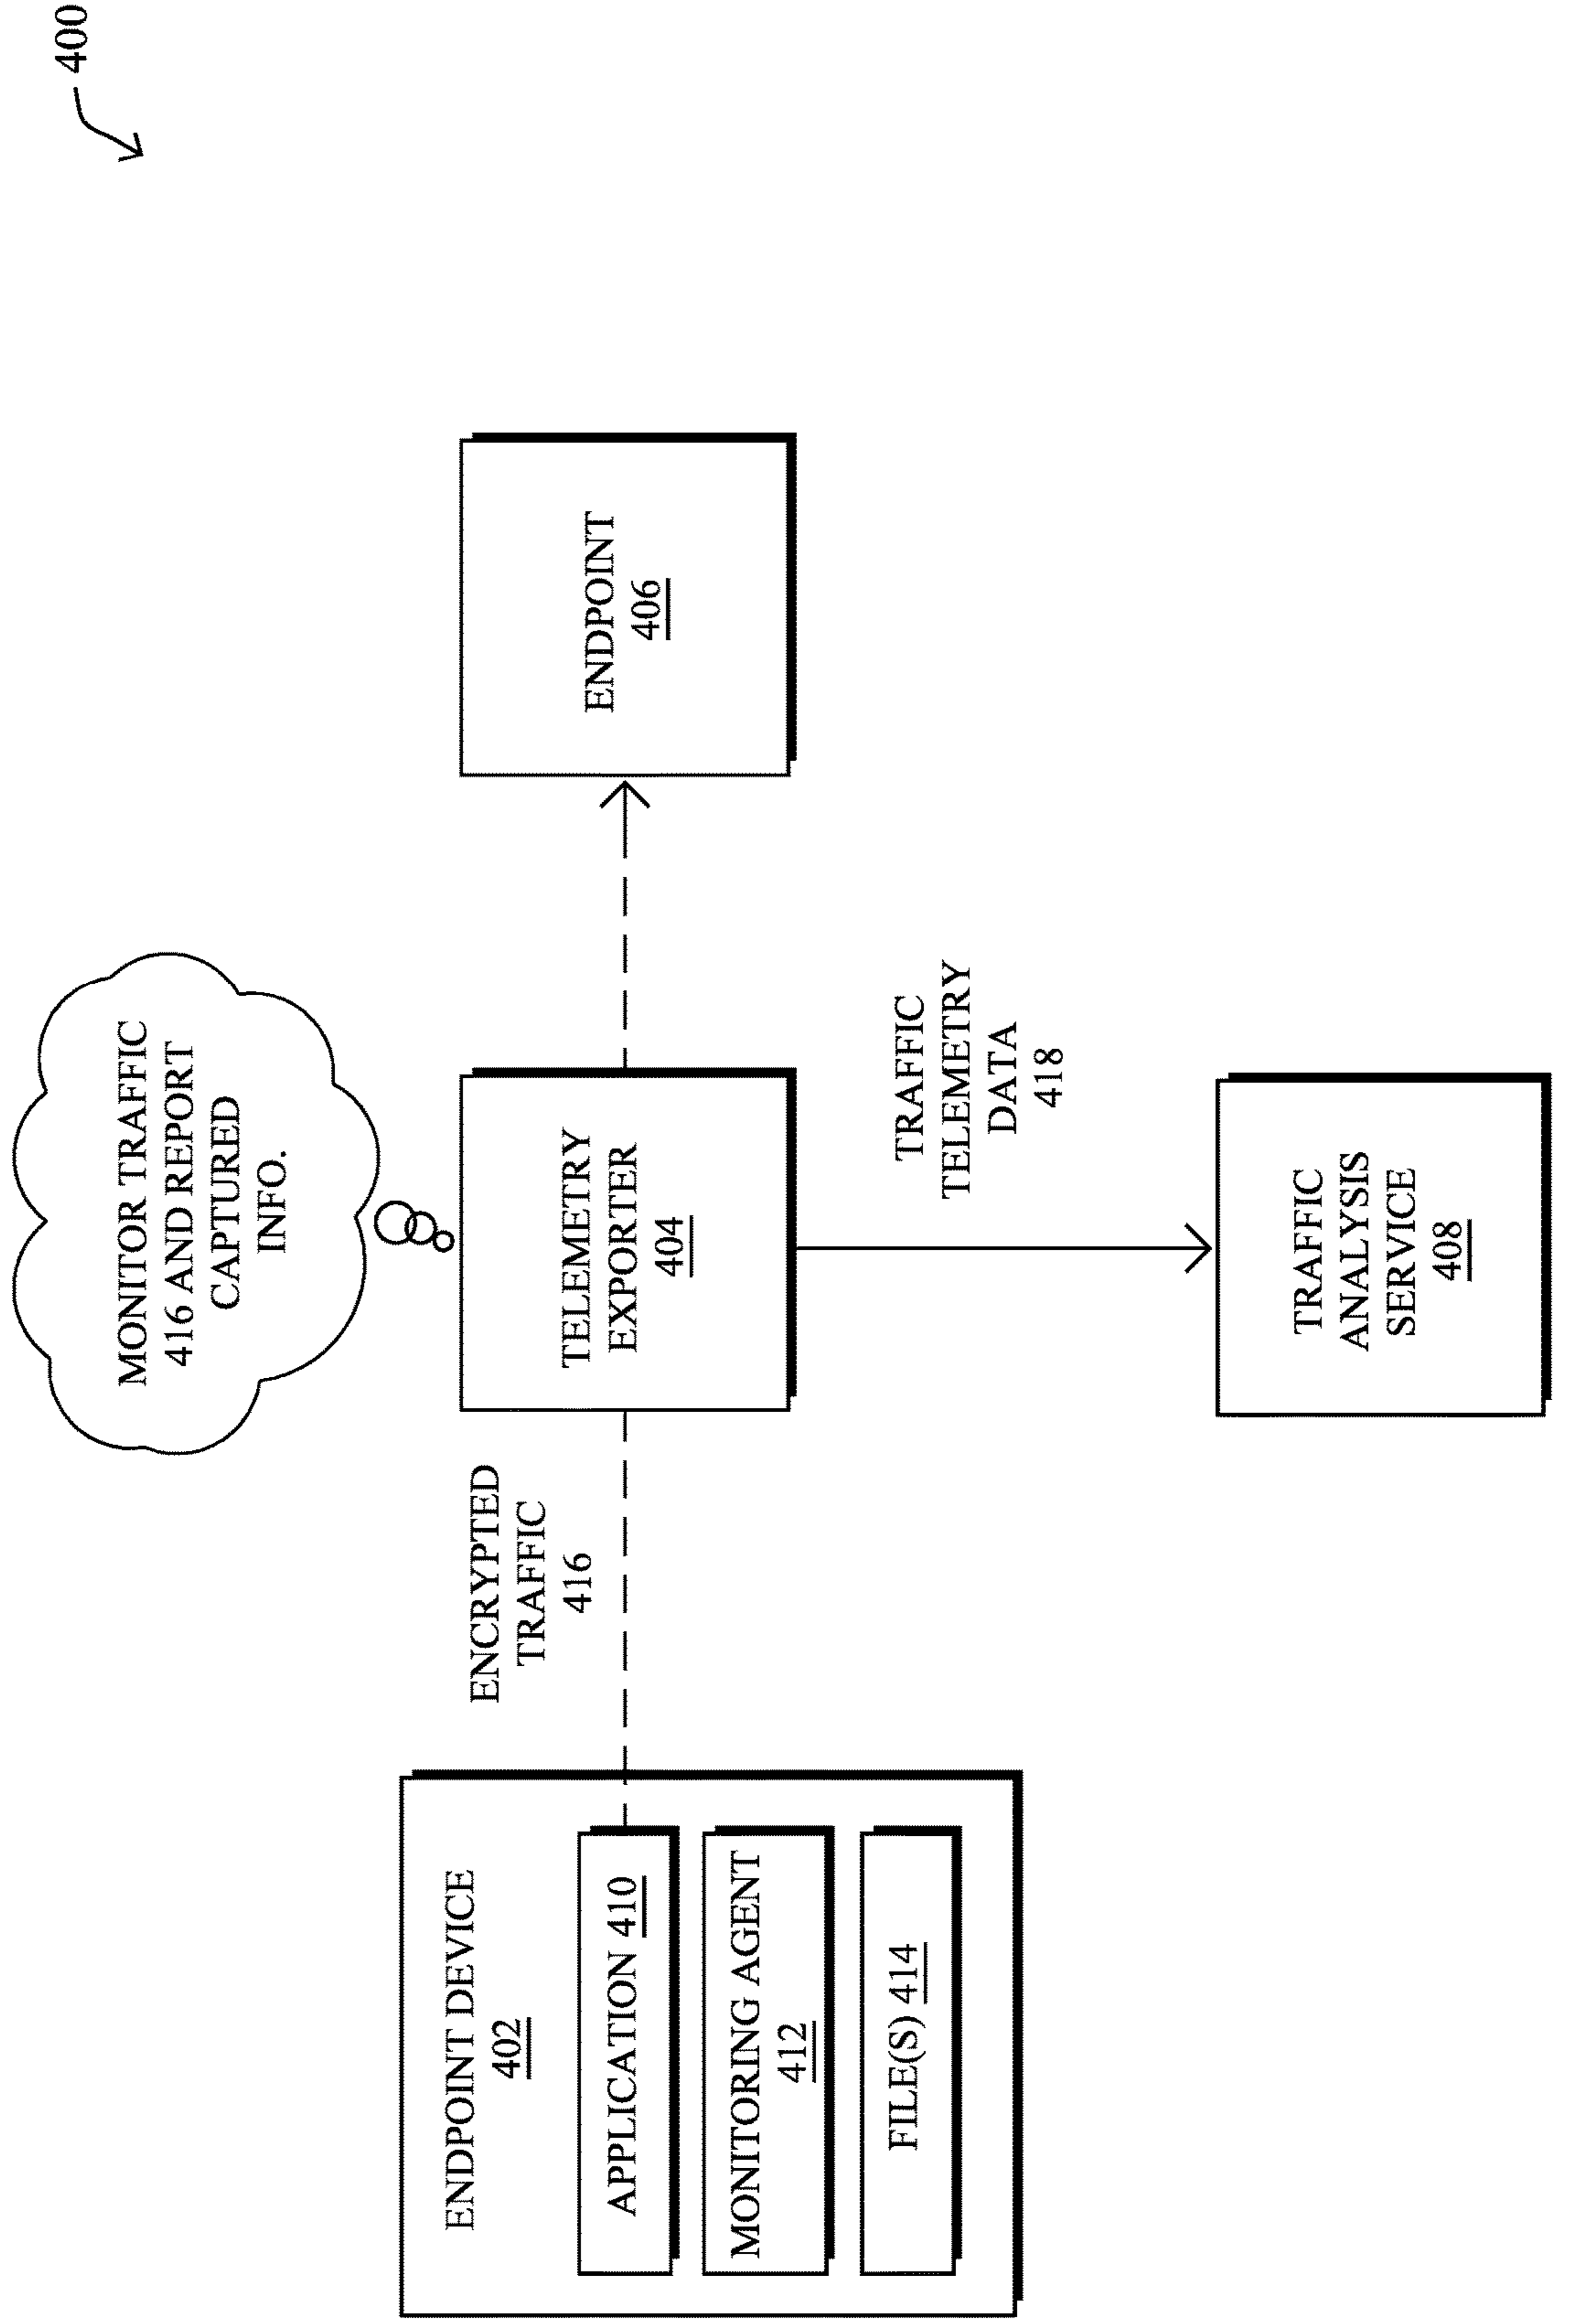 400
MONITOR TRAFFIC
416 AND REPORT
CAPTURED
INFO.
ENDPOINT DEVICE
402
APPLICATION 410
MONITORING AGENT
412
FILE(S) 414
ENCRYPTED
TRAFFIC
416
TELEMETRY
EXPORTER
404
ENDPOINT
406
TRAFFIC
TELEMETRY
DATA
418
TRAFFIC
ANALYSIS
SERVICE
408